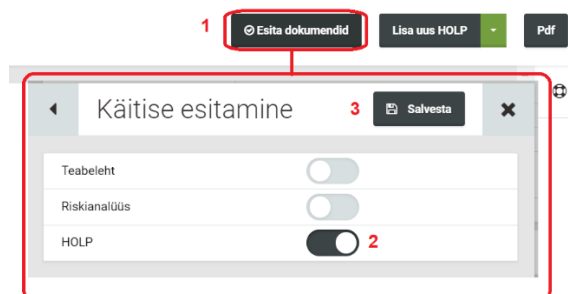 1 Esita dokumendid Lisa uus HOLP Pdf
Käitise esitamine 3 Salvesta
Teabeleht
Riskianalüüs
HOLP 2